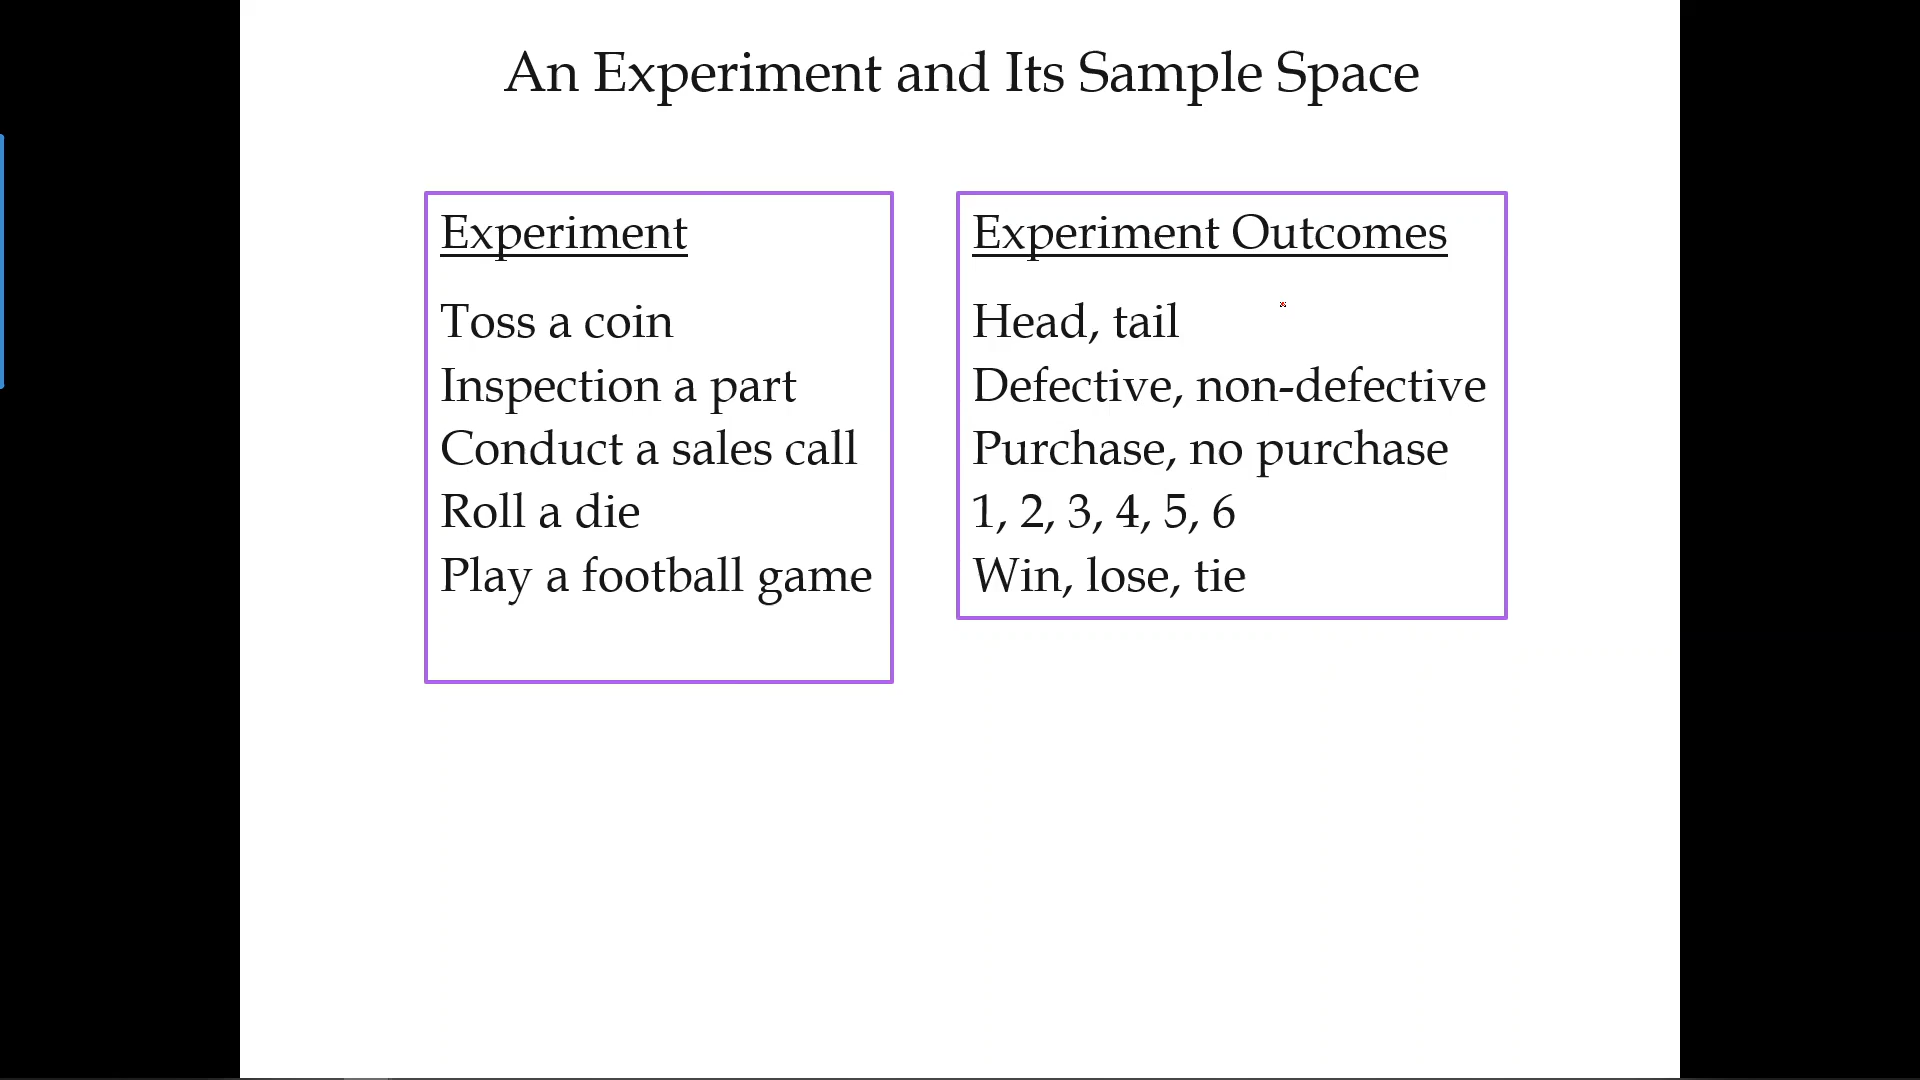 An Experiment and Its Sample Space
Experiment
Toss a coin
Inspection a part
Conduct a sales call
Roll a die
Play a football game
Experiment Outcomes
Head, tail
Defective, non-defective
Purchase, no purchase
1, 2, 3, 4, 5, 6
Win, lose, tie